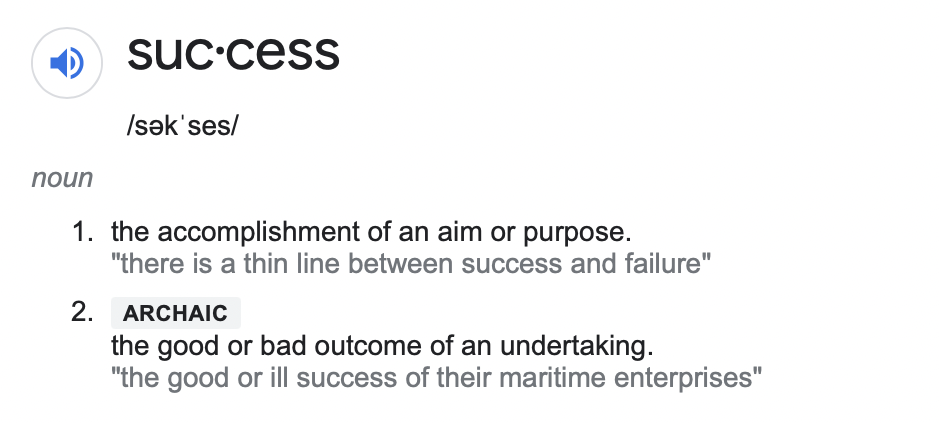 suc·cess
/səkˈses/
noun
1. the accomplishment of an aim or purpose.
"there is a thin line between success and failure"
2. ARCHAIC
the good or bad outcome of an undertaking.
"the good or ill success of their maritime enterprises"